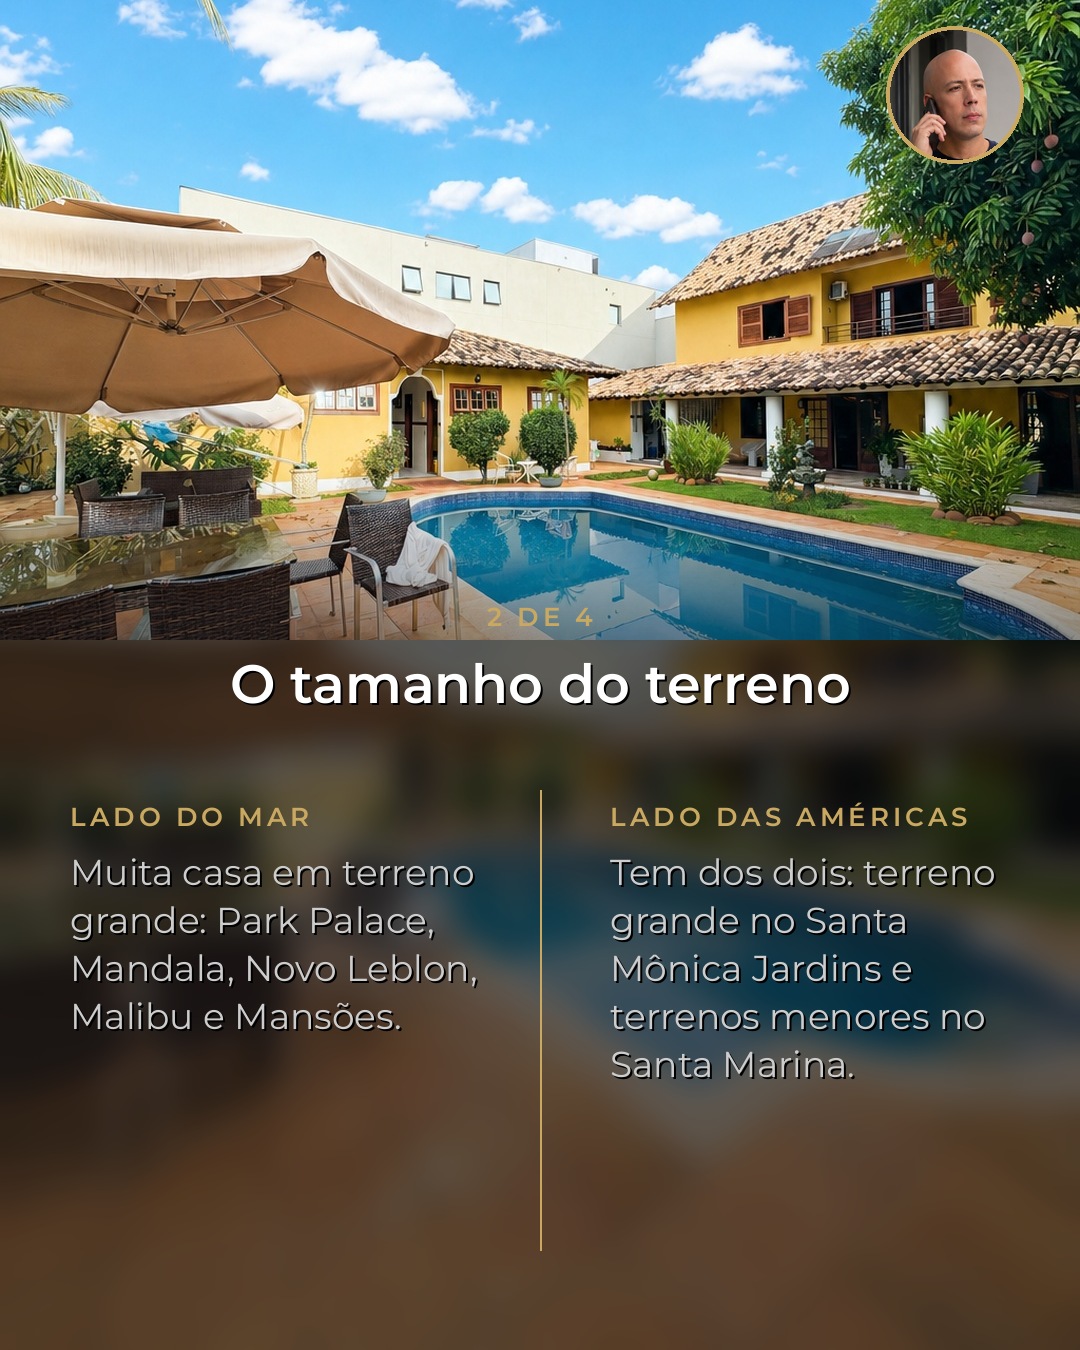 2 DE 4
O tamanho do terreno
LADO DO MAR
Muita casa em terreno
grande: Park Palace,
Mandala, Novo Leblon,
Malibu e Mansões.
LADO DAS AMÉRICAS
Tem dos dois: terreno
grande no Santa
Mônica Jardins e
terrenos menores no
Santa Marina.